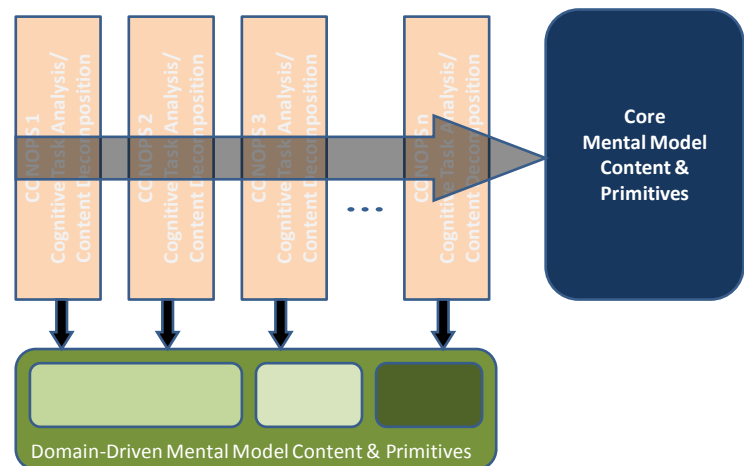 CONOPS 1
Cognitive Task Analysis/
Content Decomposition
CONOPS 2
Cognitive Task Analysis/
Content Decomposition
CONOPS 3
Cognitive Task Analysis/
Content Decomposition
...
CONOPS n
Cognitive Task Analysis/
Content Decomposition
Core
Mental Model
Content &
Primitives
Domain-Driven Mental Model Content & Primitives